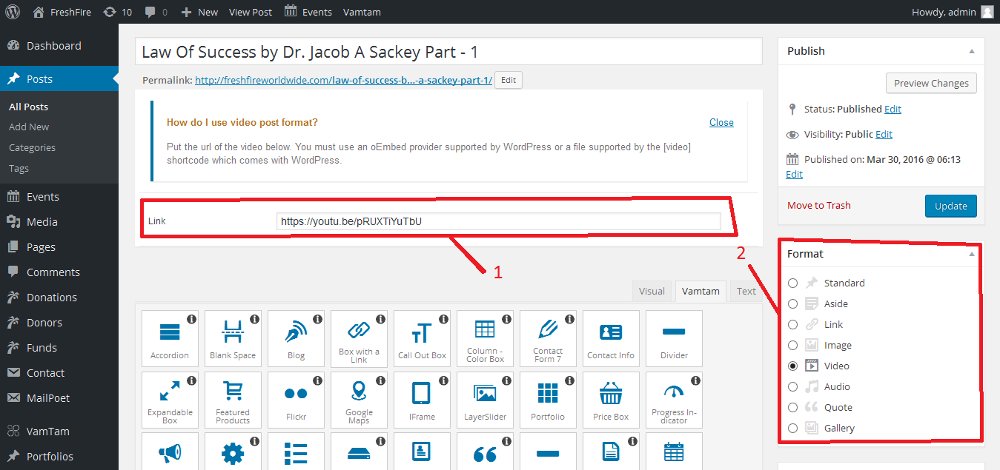 FreshFire 10 0 New View Post Events Vamtam Howdy, admin
Dashboard
Posts
All Posts
Add New
Categories
Tags
Events
Media
Pages
Comments
Donations
Donors
Funds
Contact
MailPoet
VamTam
Portfolios
Law Of Success by Dr. Jacob A Sackey Part - 1
Permalink: http://freshfireworldwide.com/law-of-success-b...-a-sackey-part-1/ Edit
How do I use video post format? Close
Put the url of the video below. You must use an oEmbed provider supported by WordPress or a file supported by the [video]
shortcode which comes with WordPress.
Link https://youtu.be/pRUXTiYuTbU
1
2
Visual Vamtam Text
Accordion
Blank Space
Blog
Box with a
Link
Call Out Box
Column -
Color Box
Contact
Form 7
Contact Info
Divider
Expandable
Box
Featured
Products
Flickr
Google
Maps
IFrame
LayerSlider
Portfolio
Price Box
Progress In-
dicator
Publish
Preview Changes
Status: Published Edit
Visibility: Public Edit
Published on: Mar 30, 2016 @ 06:13
Edit
Move to Trash Update
Format
Standard
Aside
Link
Image
Video
Audio
Quote
Gallery